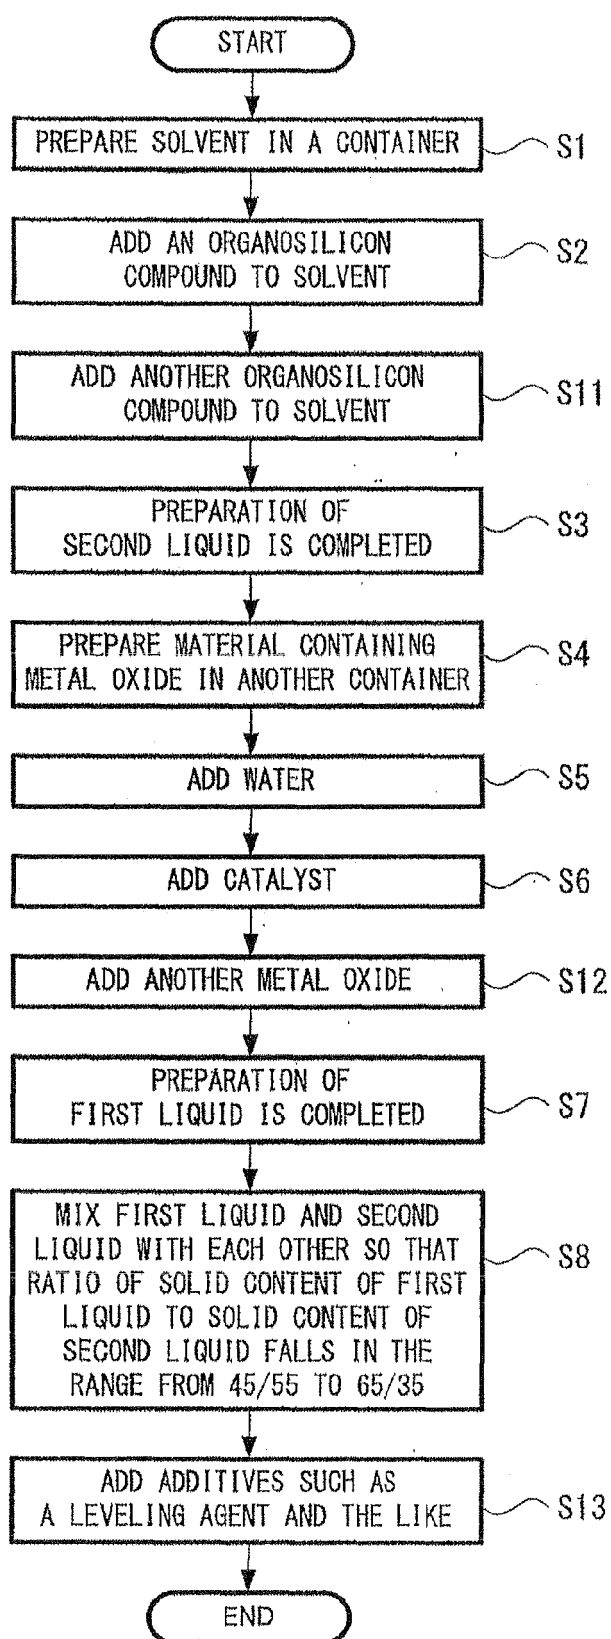 START
PREPARE SOLVENT IN A CONTAINER
S1
ADD AN ORGANOSILICON
COMPOUND TO SOLVENT
S2
ADD ANOTHER ORGANOSILICON
COMPOUND TO SOLVENT
S11
PREPARATION OF
SECOND LIQUID IS COMPLETED
S3
PREPARE MATERIAL CONTAINING
METAL OXIDE IN ANOTHER CONTAINER
S4
ADD WATER
S5
ADD CATALYST
S6
ADD ANOTHER METAL OXIDE
S12
PREPARATION OF
FIRST LIQUID IS COMPLETED
S7
MIX FIRST LIQUID AND SECOND
LIQUID WITH EACH OTHER SO THAT
RATIO OF SOLID CONTENT OF FIRST
LIQUID TO SOLID CONTENT OF
SECOND LIQUID FALLS IN THE
RANGE FROM 45/55 TO 65/35
S8
ADD ADDITIVES SUCH AS
A LEVELING AGENT AND THE LIKE
S13
END